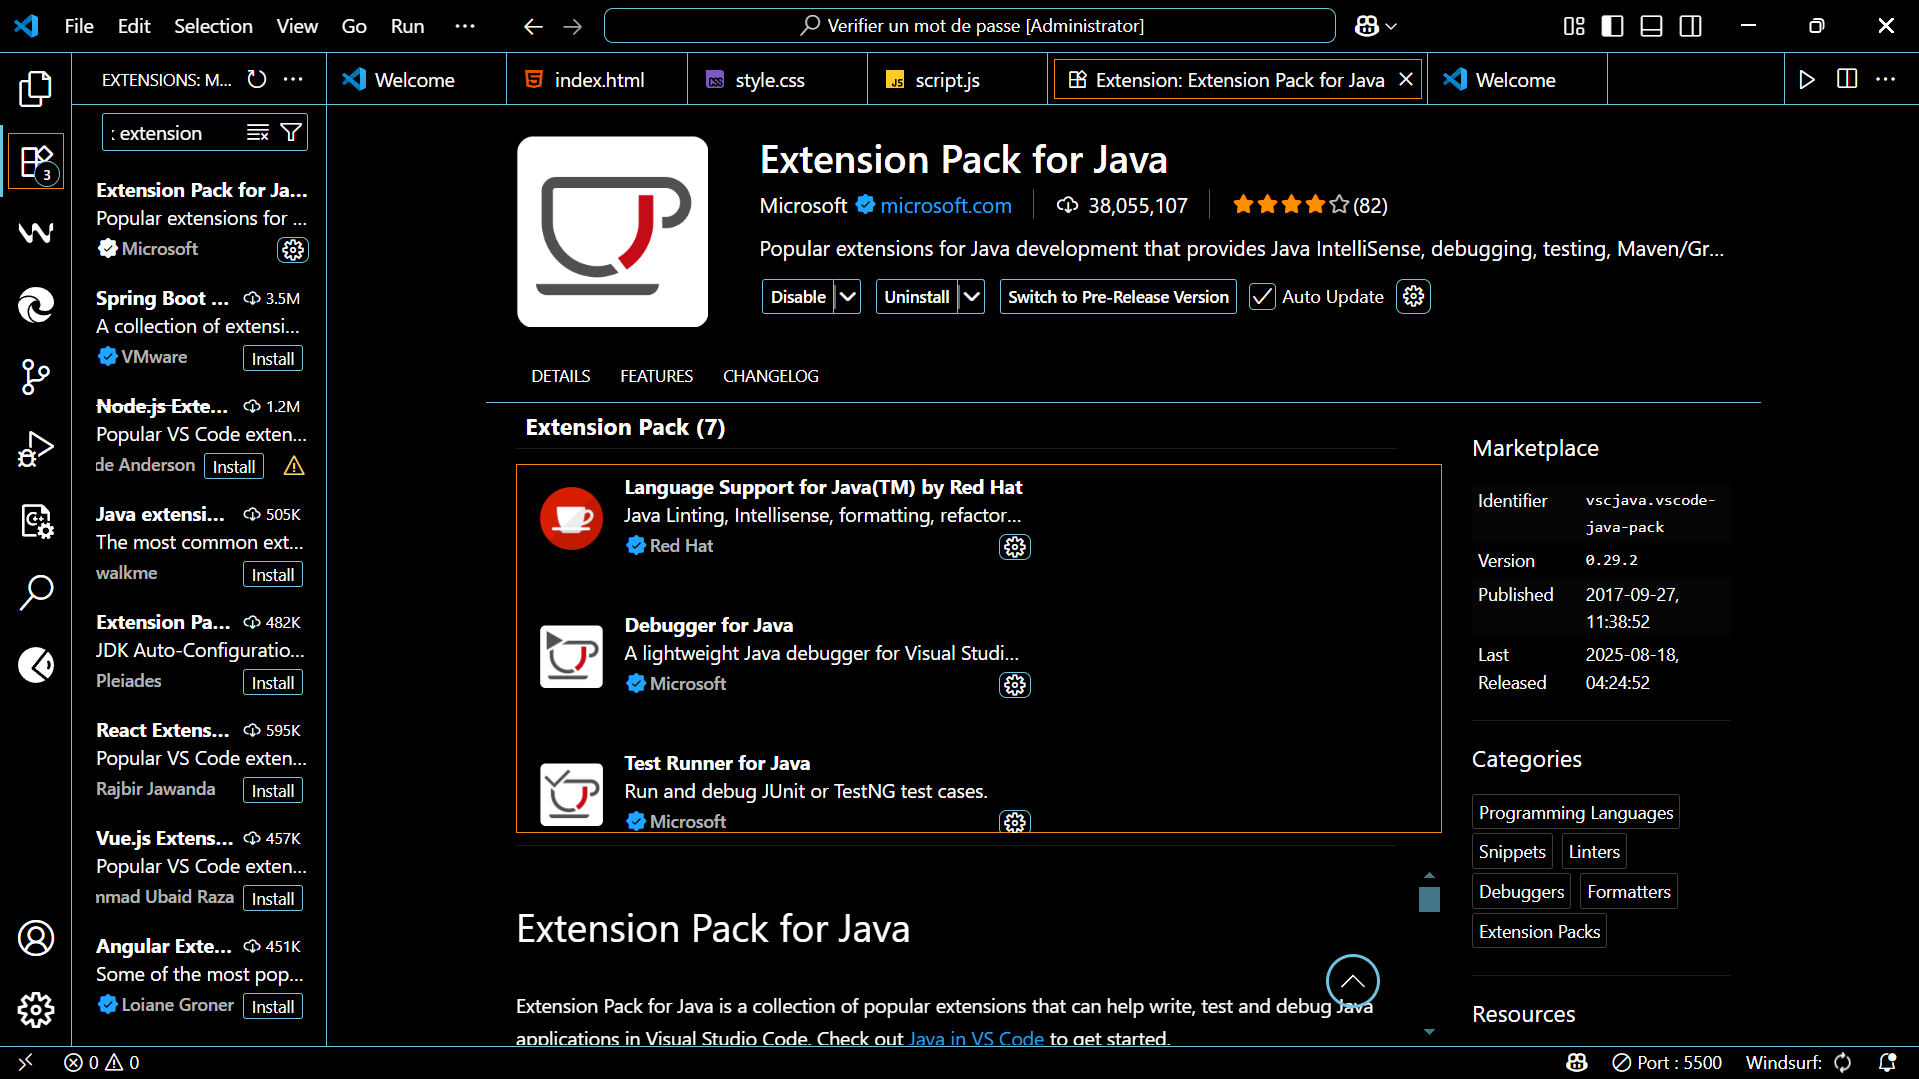 File Edit Selection View Go Run
Verifier un mot de passe [Administrator]
EXTENSIONS: M...
Welcome
index.html
style.css
script.js
Extension: Extension Pack for Java
Welcome
extension
3
Extension Pack for Ja...
Popular extensions for ...
Microsoft
Spring Boot ... 3.5M
A collection of extensi...
VMware Install
Node.js Exte... 1.2M
Popular VS Code exten...
de Anderson Install
Java extensi... 505K
The most common ext...
walkme Install
Extension Pa... 482K
JDK Auto-Configuratio...
Pleiades Install
React Extens... 595K
Popular VS Code exten...
Rajbir Jawanda Install
Vue.js Extens... 457K
Popular VS Code exten...
nmad Ubaid Raza Install
Angular Exte... 451K
Some of the most pop...
Loiane Groner Install
Extension Pack for Java
Microsoft microsoft.com 38,055,107 (82)
Popular extensions for Java development that provides Java IntelliSense, debugging, testing, Maven/Gr...
Disable Uninstall Switch to Pre-Release Version Auto Update
DETAILS FEATURES CHANGELOG
Extension Pack (7)
Language Support for Java(TM) by Red Hat
Java Linting, Intellisense, formatting, refactor...
Red Hat
Debugger for Java
A lightweight Java debugger for Visual Studi...
Microsoft
Test Runner for Java
Run and debug JUnit or TestNG test cases.
Microsoft
Extension Pack for Java
Extension Pack for Java is a collection of popular extensions that can help write, test and debug Java
applications in Visual Studio Code. Check out Java in VS Code to get started.
Marketplace
Identifier vscjava.vscode-
java-pack
Version 0.29.2
Published 2017-09-27,
11:38:52
Last 2025-08-18,
Released 04:24:52
Categories
Programming Languages
Snippets Linters
Debuggers Formatters
Extension Packs
Resources
0 0
Port : 5500
Windsurf: